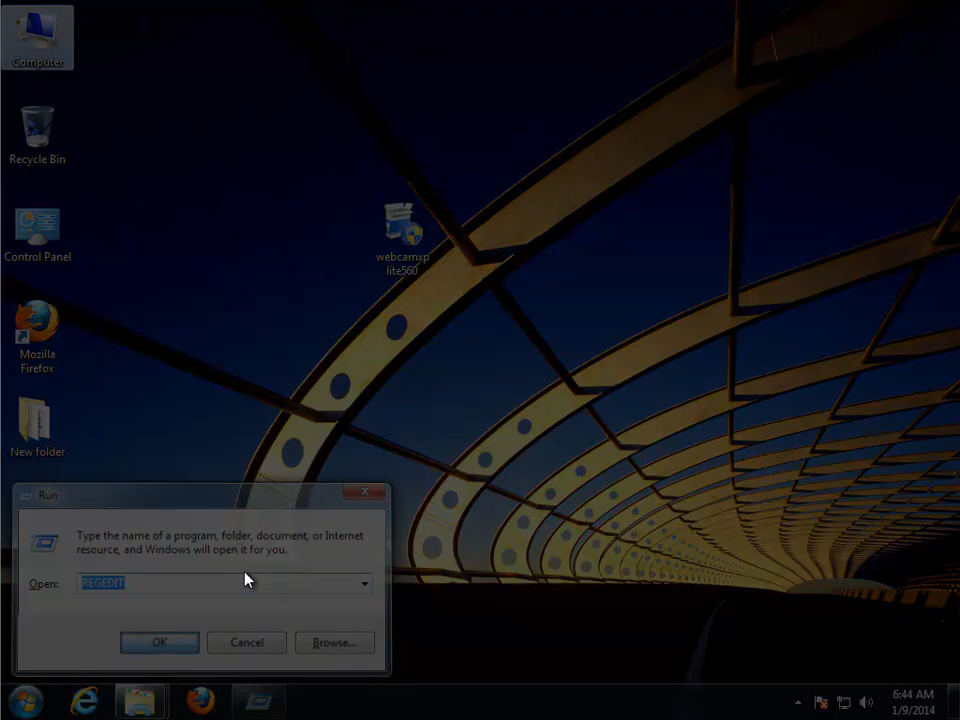 Computer
Recycle Bin
Control Panel
Mozilla
Firefox
New folder
webcamxp
lite560
Run
Type the name of a program, folder, document, or Internet
resource, and Windows will open it for you.
Open:
REGEDIT
OK
Cancel
Browse...
6:44 AM
1/9/2014